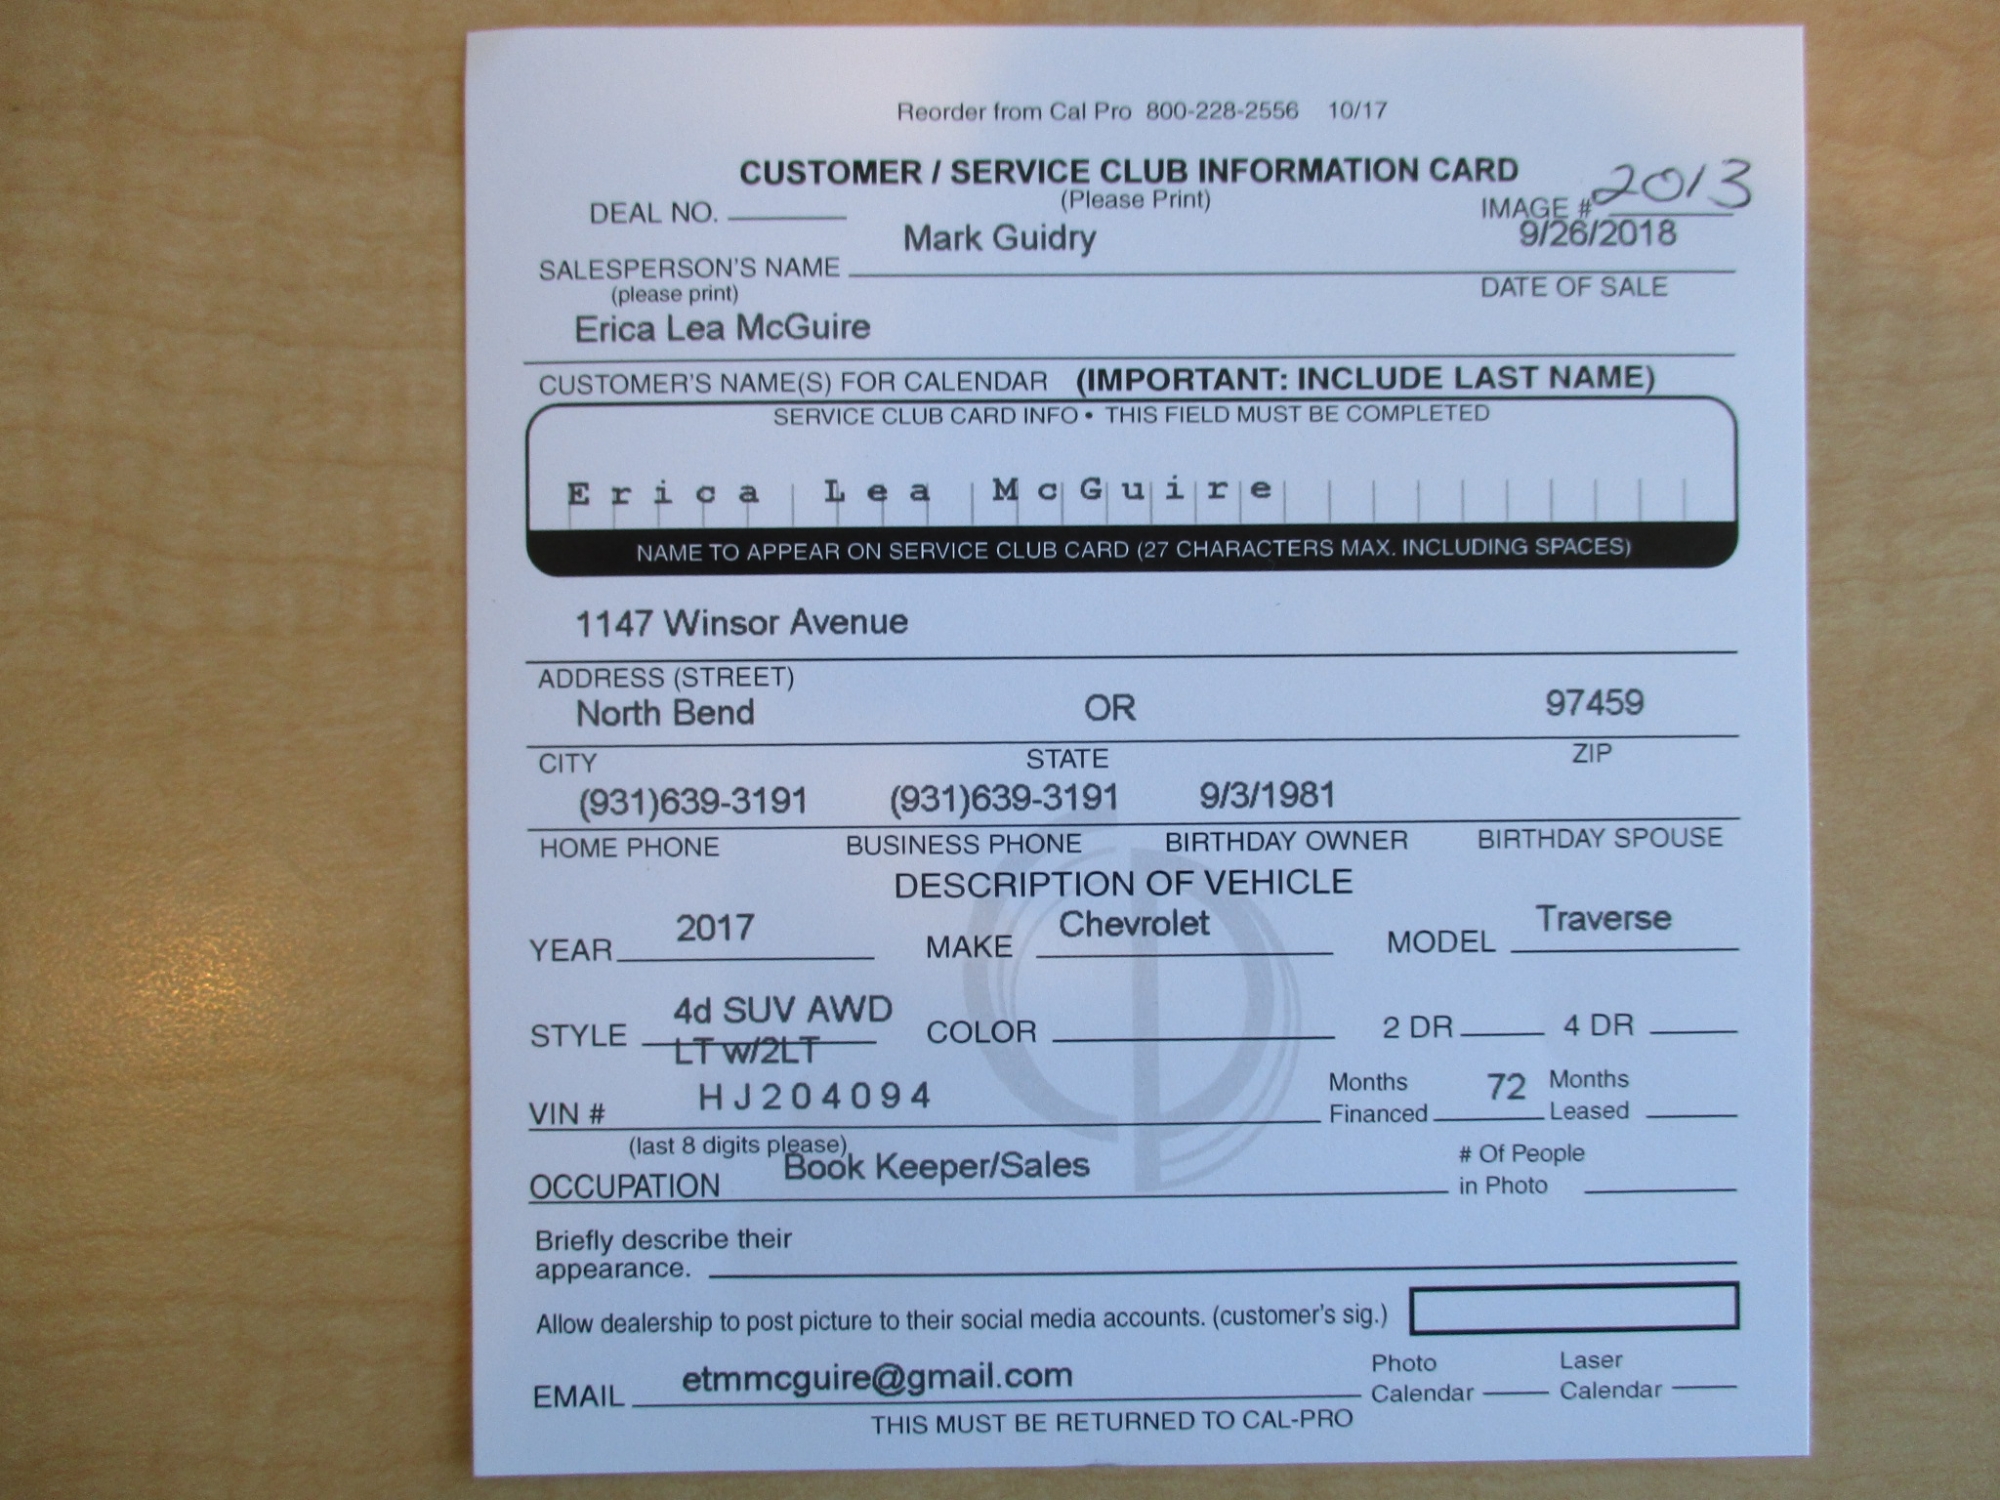 Reorder from Cal Pro 800-228-2556 10/17
CUSTOMER / SERVICE CLUB INFORMATION CARD
(Please Print)
DEAL NO. IMAGE # 2013
Mark Guidry 9/26/2018
SALESPERSON'S NAME DATE OF SALE
(please print)
Erica Lea McGuire
CUSTOMER'S NAME(S) FOR CALENDAR (IMPORTANT: INCLUDE LAST NAME)
SERVICE CLUB CARD INFO • THIS FIELD MUST BE COMPLETED
Erica Lea McGuire
NAME TO APPEAR ON SERVICE CLUB CARD (27 CHARACTERS MAX. INCLUDING SPACES)
1147 Winsor Avenue
ADDRESS (STREET)
North Bend OR 97459
CITY STATE ZIP
(931)639-3191 (931)639-3191 9/3/1981
HOME PHONE BUSINESS PHONE BIRTHDAY OWNER BIRTHDAY SPOUSE
DESCRIPTION OF VEHICLE
YEAR 2017 MAKE Chevrolet MODEL Traverse
STYLE 4d SUV AWD COLOR 2 DR 4 DR
LT w/2LT
VIN # HJ204094 Months Financed 72 Months Leased
(last 8 digits please)
OCCUPATION Book Keeper/Sales # Of People in Photo
Briefly describe their
appearance.
Allow dealership to post picture to their social media accounts. (customer's sig.)
EMAIL etmmcguire@gmail.com Photo Calendar Laser Calendar
THIS MUST BE RETURNED TO CAL-PRO